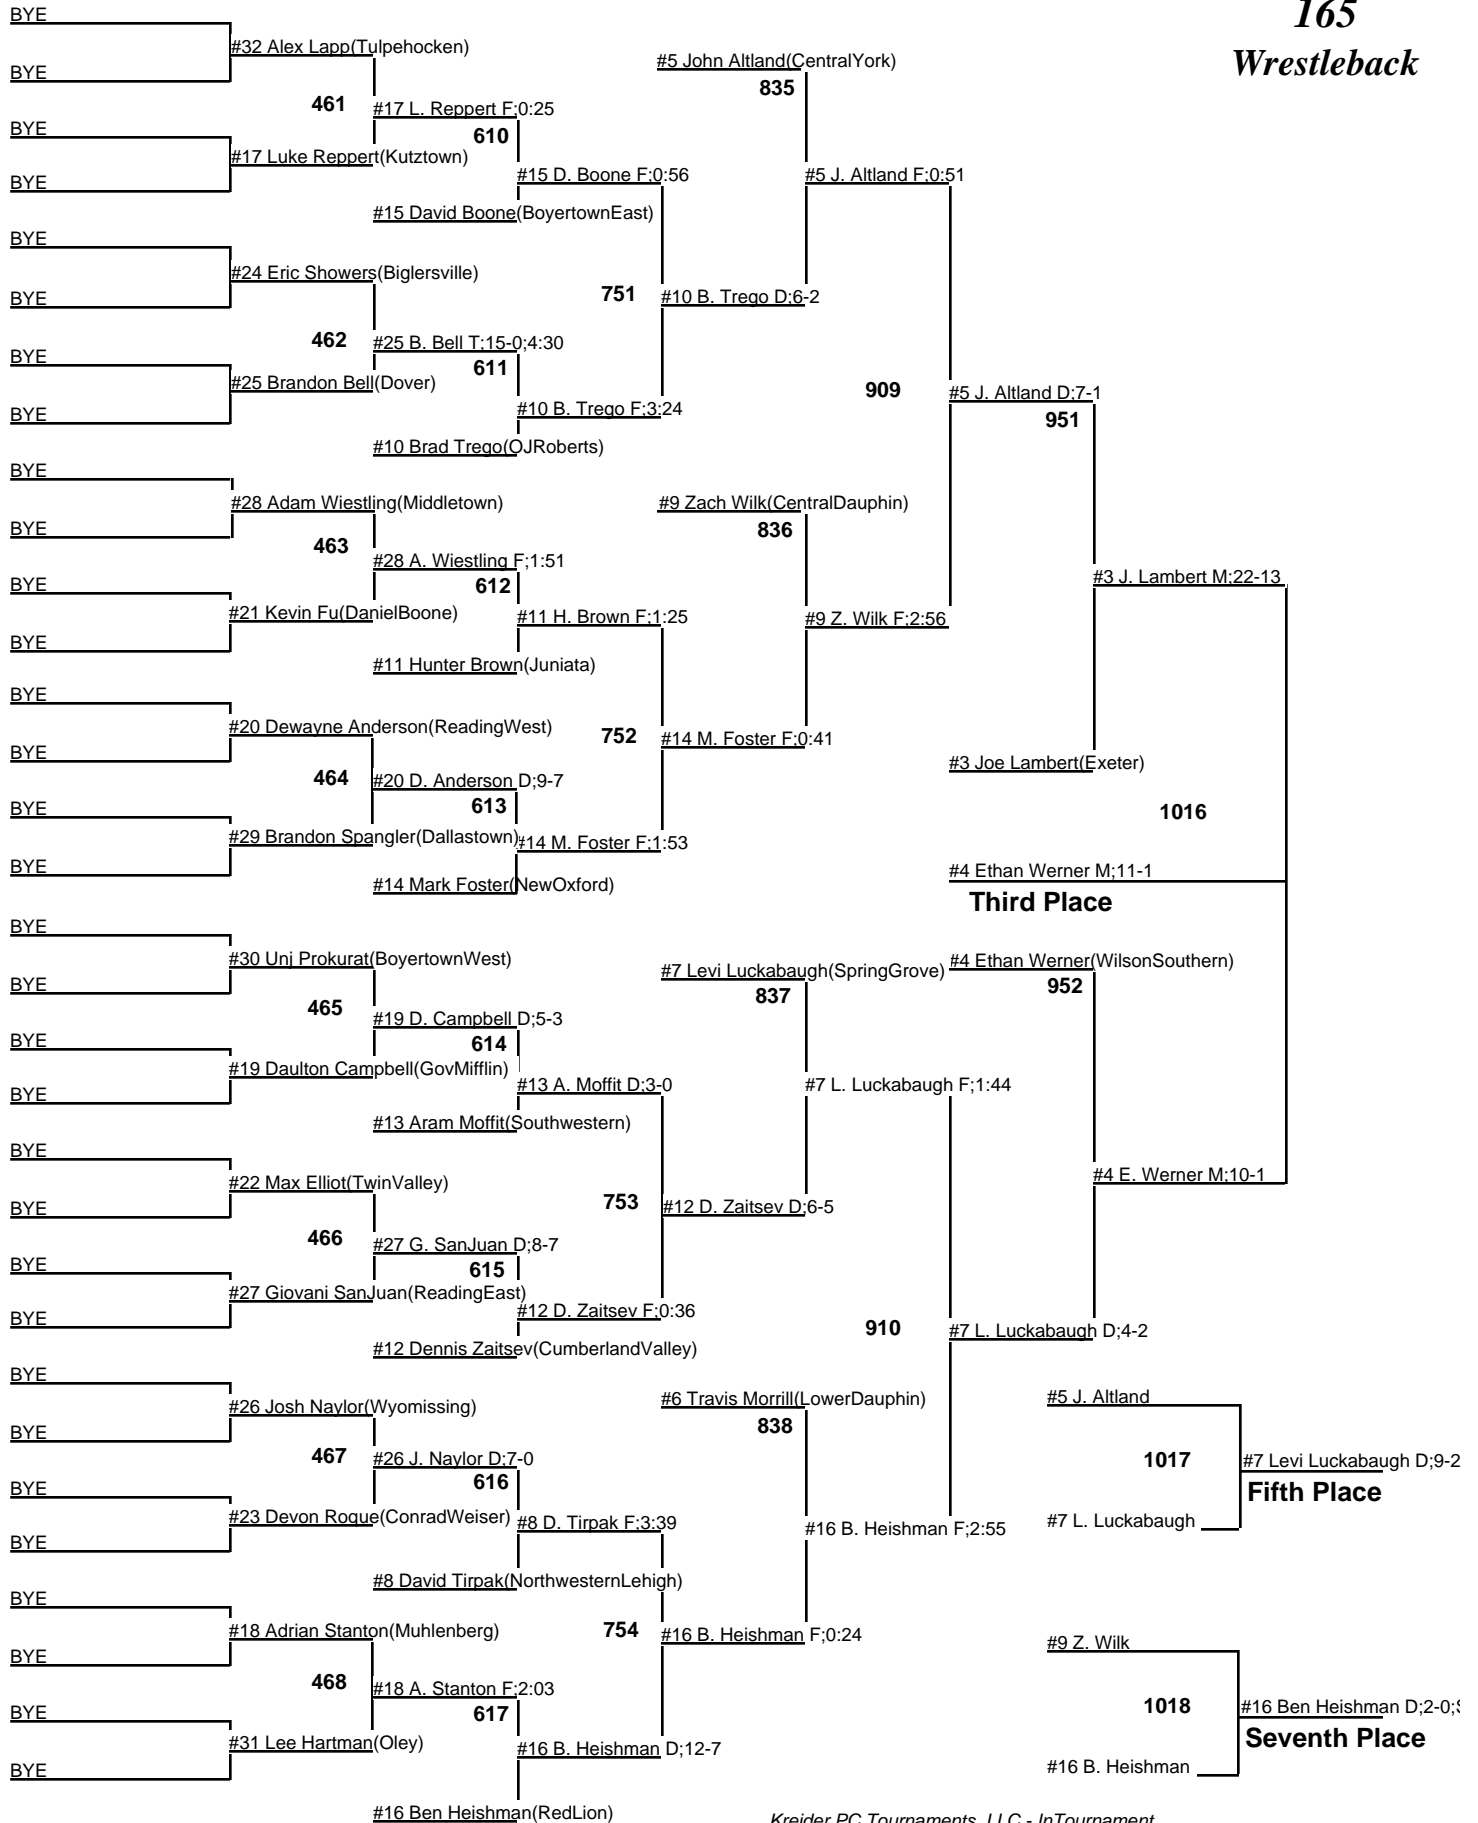 165
Wrestleback
BYE
#32 Alex Lapp(Tulpehocken)
#5 John Altland(CentralYork)
BYE
835
461
#17 L. Reppert F;0:25
BYE
610
#17 Luke Reppert(Kutztown)
#15 D. Boone F;0:56
#5 J. Altland F;0:51
BYE
#15 David Boone(BoyertownEast)
BYE
#24 Eric Showers(Biglersville)
751
#10 B. Trego D;6-2
BYE
462
#25 B. Bell T;15-0;4:30
BYE
611
#25 Brandon Bell(Dover)
909
#5 J. Altland D;7-1
BYE
#10 B. Trego F;3:24
951
#10 Brad Trego(OJRoberts)
BYE
#28 Adam Wiestling(Middletown)
#9 Zach Wilk(CentralDauphin)
BYE
836
463
#28 A. Wiestling F;1:51
#3 J. Lambert M;22-13
BYE
612
#21 Kevin Fu(DanielBoone)
#11 H. Brown F;1:25
#9 Z. Wilk F;2:56
BYE
#11 Hunter Brown(Juniata)
BYE
#20 Dewayne Anderson(ReadingWest)
752
#14 M. Foster F;0:41
BYE
#3 Joe Lambert(Exeter)
464
#20 D. Anderson D;9-7
BYE
613
1016
#29 Brandon Spangler(Dallastown)
#14 M. Foster F;1:53
BYE
#4 Ethan Werner M;11-1
#14 Mark Foster(NewOxford)
Third Place
BYE
#30 Unj Prokurat(BoyertownWest)
#7 Levi Luckabaugh(SpringGrove)
#4 Ethan Werner(WilsonSouthern)
BYE
837
952
465
#19 D. Campbell D;5-3
BYE
614
#19 Daulton Campbell(GovMifflin)
#13 A. Moffit D;3-0
#7 L. Luckabaugh F;1:44
BYE
#13 Aram Moffit(Southwestern)
BYE
#22 Max Elliot(TwinValley)
#4 E. Werner M;10-1
753
#12 D. Zaitsev D;6-5
BYE
466
#27 G. SanJuan D;8-7
BYE
615
#27 Giovani SanJuan(ReadingEast)
#12 D. Zaitsev F;0:36
BYE
910
#7 L. Luckabaugh D;4-2
#12 Dennis Zaitsev(CumberlandValley)
BYE
#26 Josh Naylor(Wyomissing)
#6 Travis Morrill(LowerDauphin)
#5 J. Altland
BYE
838
467
#26 J. Naylor D;7-0
1017
#7 Levi Luckabaugh D;9-2
BYE
616
Fifth Place
#23 Devon Roque(ConradWeiser)
#8 D. Tirpak F;3:39
#16 B. Heishman F;2:55
#7 L. Luckabaugh
BYE
#8 David Tirpak(NorthwesternLehigh)
BYE
#18 Adrian Stanton(Muhlenberg)
754
#16 B. Heishman F;0:24
#9 Z. Wilk
BYE
468
#18 A. Stanton F;2:03
1018
#16 Ben Heishman D;2-0;S
BYE
617
Seventh Place
#31 Lee Hartman(Oley)
#16 B. Heishman D;12-7
BYE
#16 B. Heishman
#16 Ben Heishman(RedLion)
Kreider PC Tournaments, LLC - InTournament